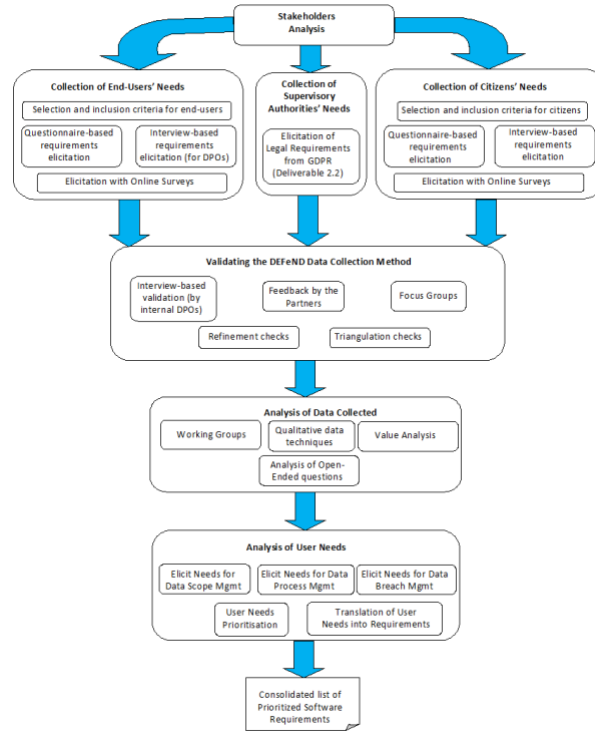 Stakeholders
Analysis
Collection of End-Users' Needs
Selection and inclusion criteria for end-users
Questionnaire-based
requirements
elicitation
Interview-based
requirements
elicitation (for DPOs)
Elicitation with Online Surveys
Collection of
Supervisory
Authorities' Needs
Elicitation of
Legal Requirements
from GDPR
(Deliverable 2.2)
Collection of Citizens' Needs
Selection and inclusion criteria for citizens
Questionnaire-based
requirements
elicitation
Interview-based
requirements
elicitation
Elicitation with Online Surveys
Validating the DEFeND Data Collection Method
Interview-based
validation (by
internal DPOs)
Feedback by the
Partners
Focus Groups
Refinement checks
Triangulation checks
Analysis of Data Collected
Working Groups
Qualitative data
techniques
Value Analysis
Analysis of Open-
Ended questions
Analysis of User Needs
Elicit Needs for
Data Scope Mgmt
Elicit Needs for Data
Process Mgmt
Elicit Needs for Data
Breach Mgmt
User Needs
Prioritisation
Translation of User
Needs into Requirements
Consolidated list of
Prioritized Software
Requirements